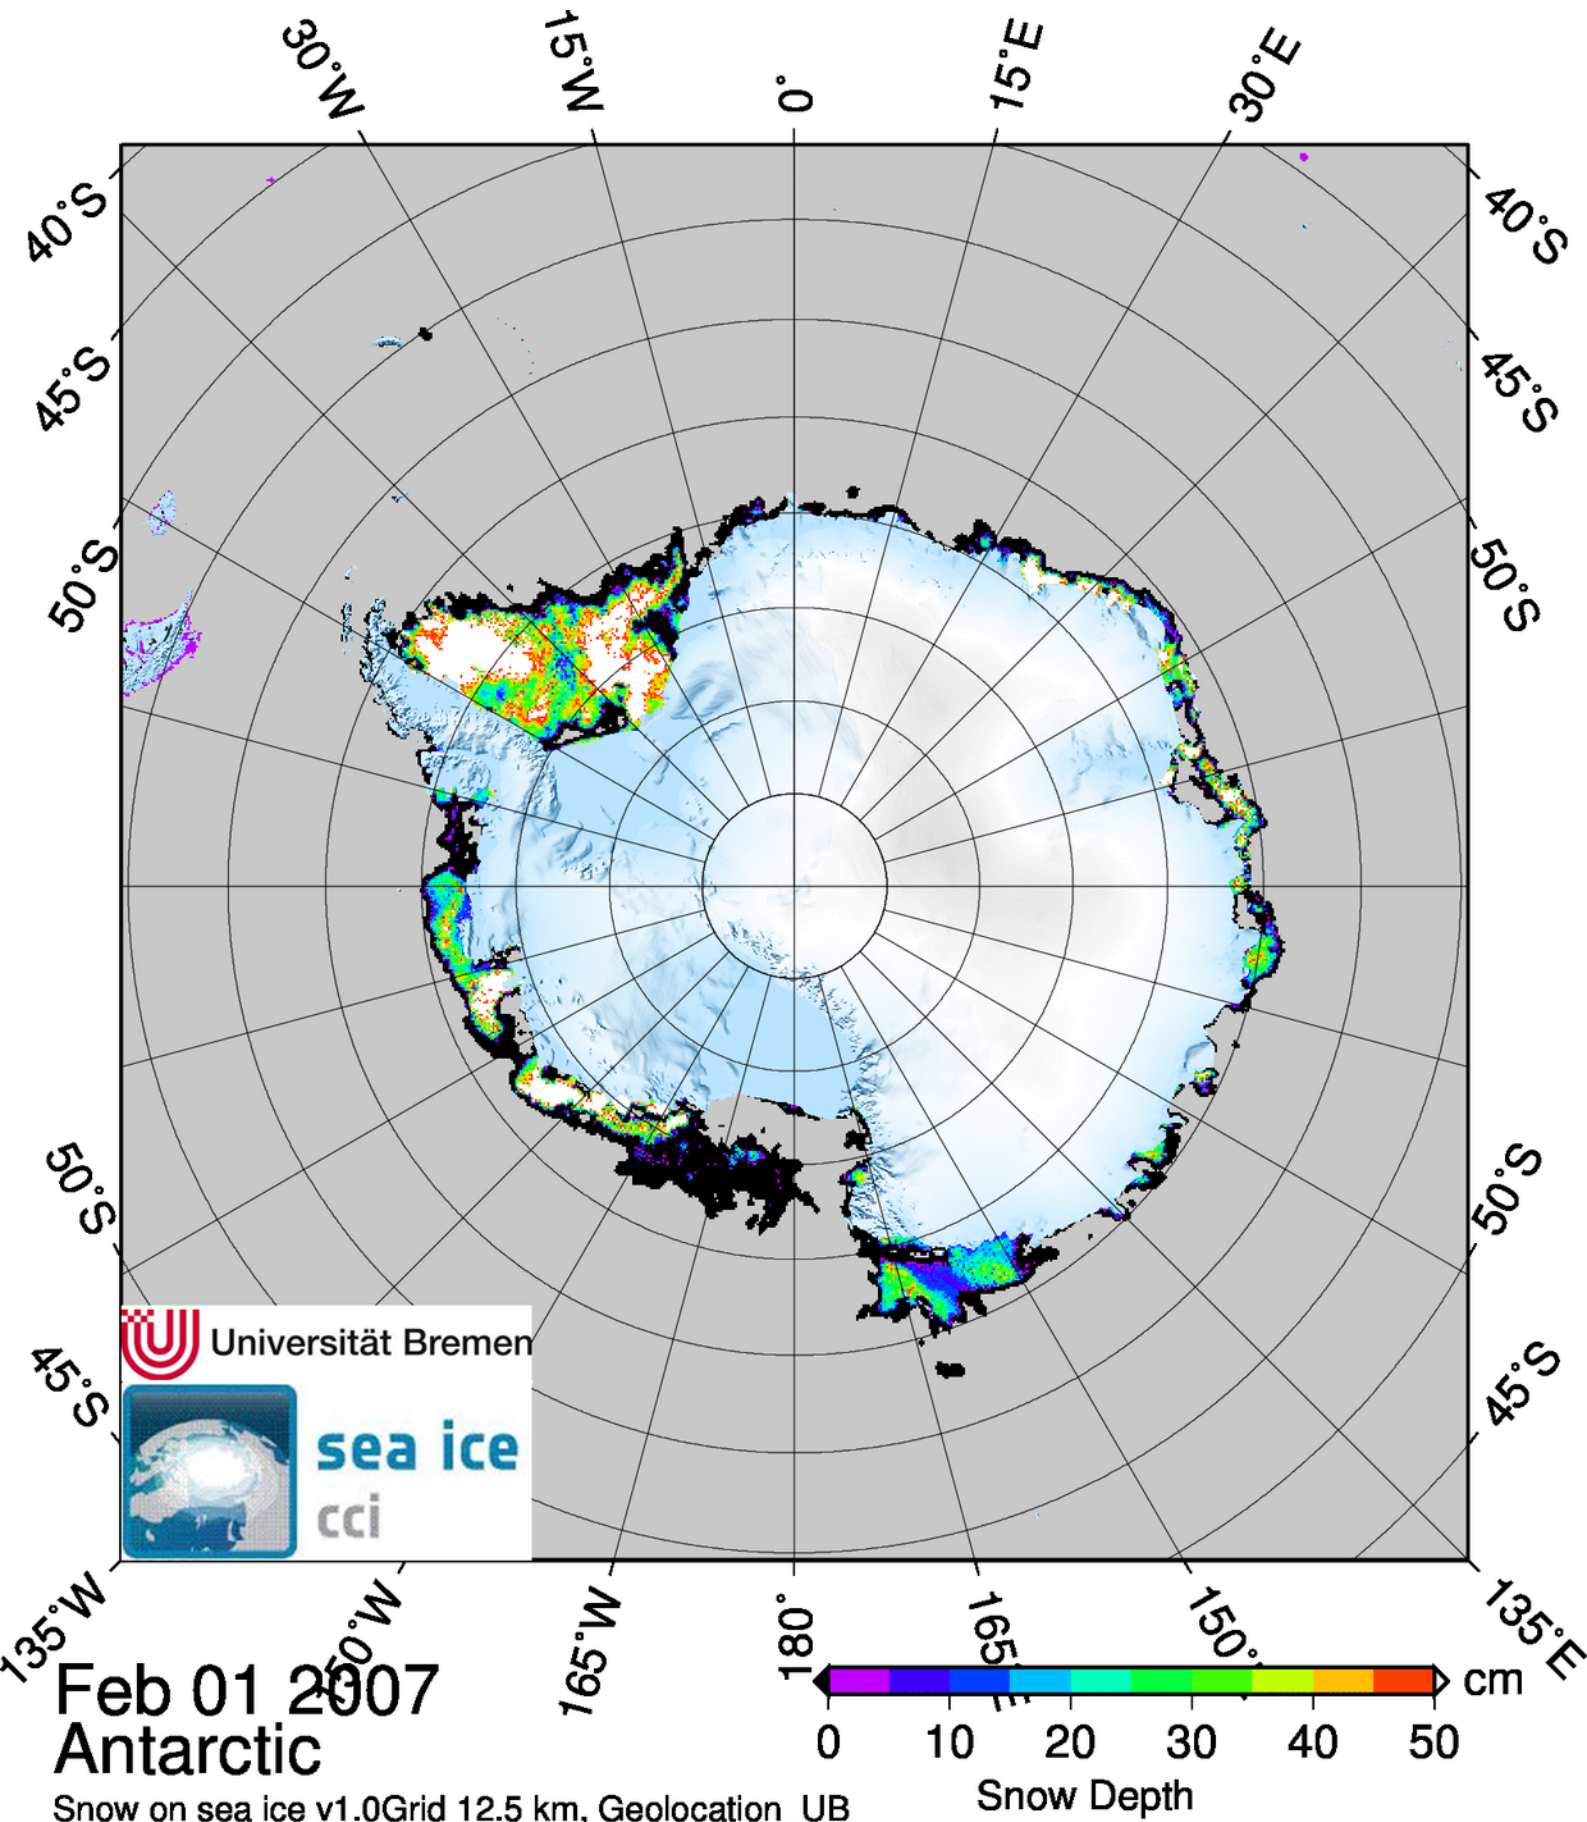 30°W
15°W
0°
15°E
30°E
40°S
40°S
45°S
45°S
50°S
50°S
50°S
50°S
45°S
45°S
Universität Bremen
sea ice
cci
135°W
165°W
180°
165°E
150°
135°E
Feb 01 2007
Antarctic
Snow on sea ice v1.0Grid 12.5 km, Geolocation UB
cm
0 10 20 30 40 50
Snow Depth